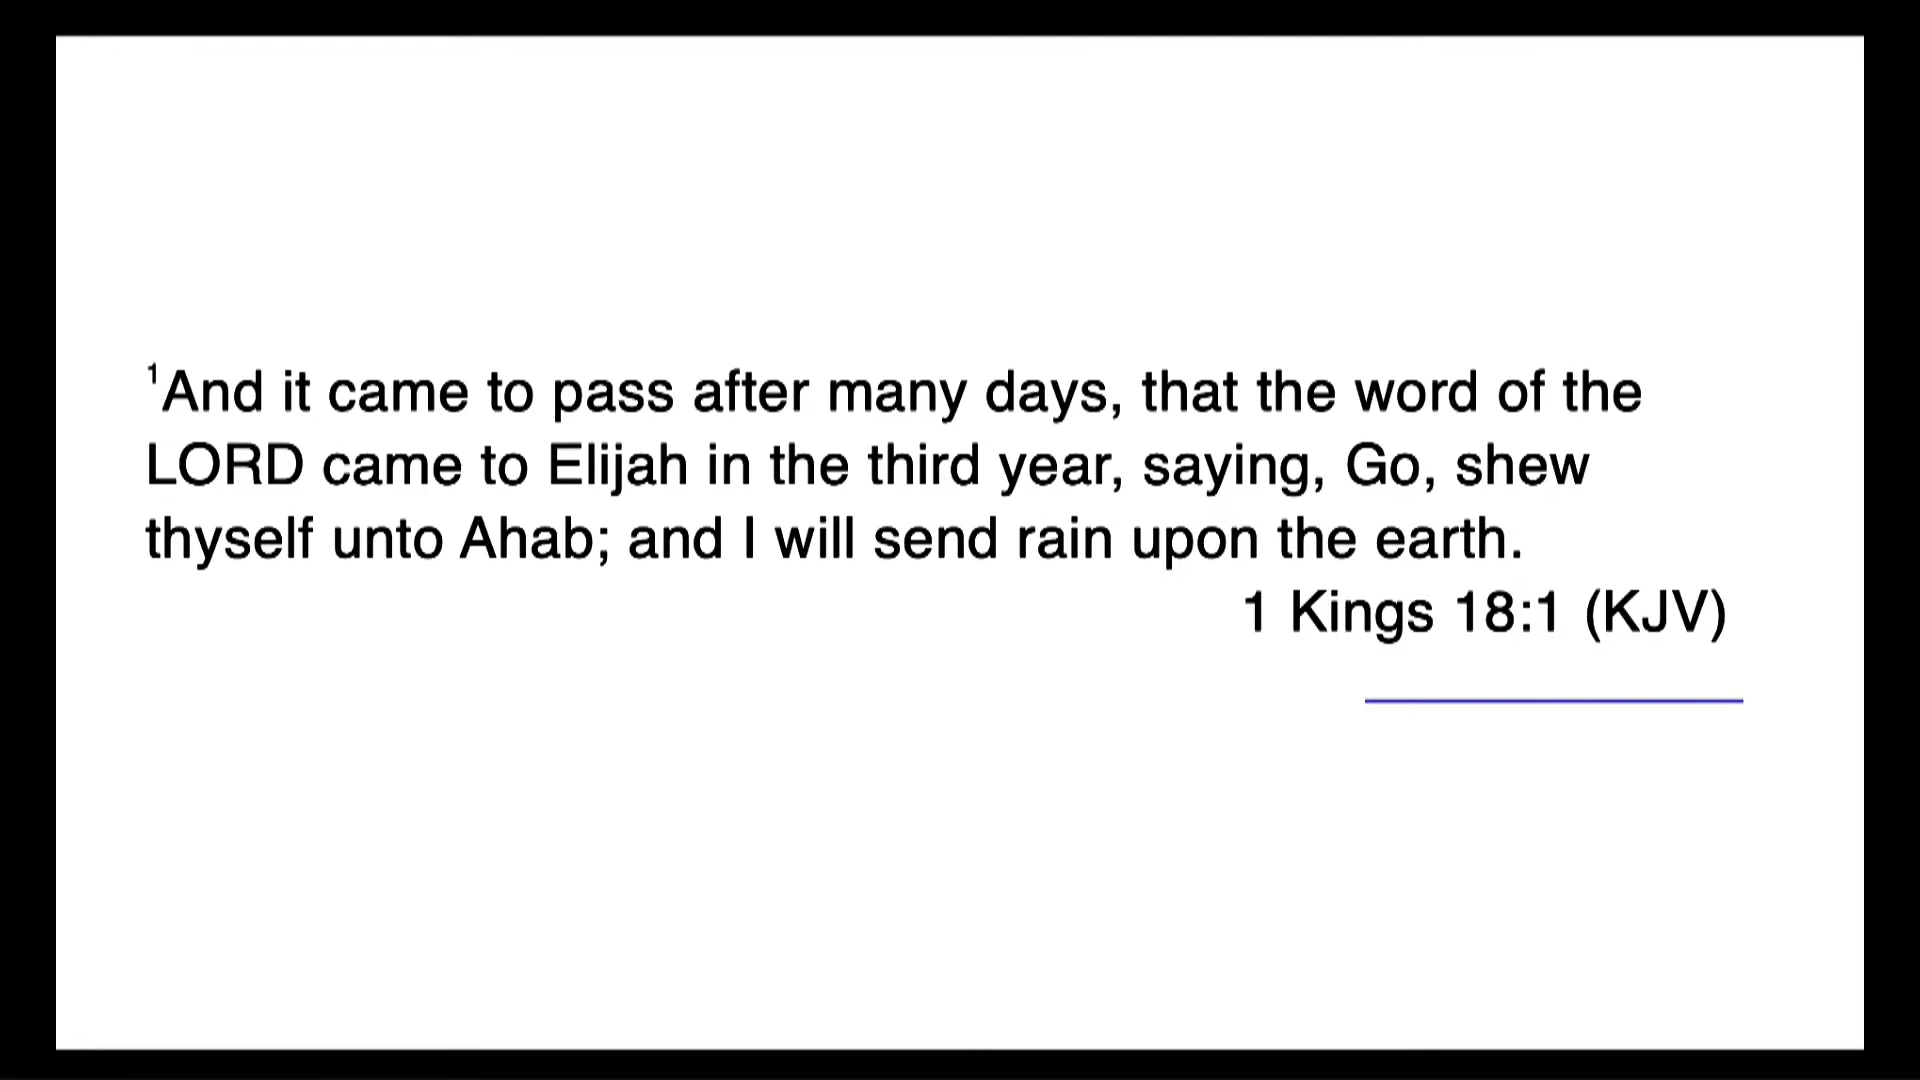 ¹And it came to pass after many days, that the word of the
LORD came to Elijah in the third year, saying, Go, shew
thyself unto Ahab; and I will send rain upon the earth.
1 Kings 18:1 (KJV)